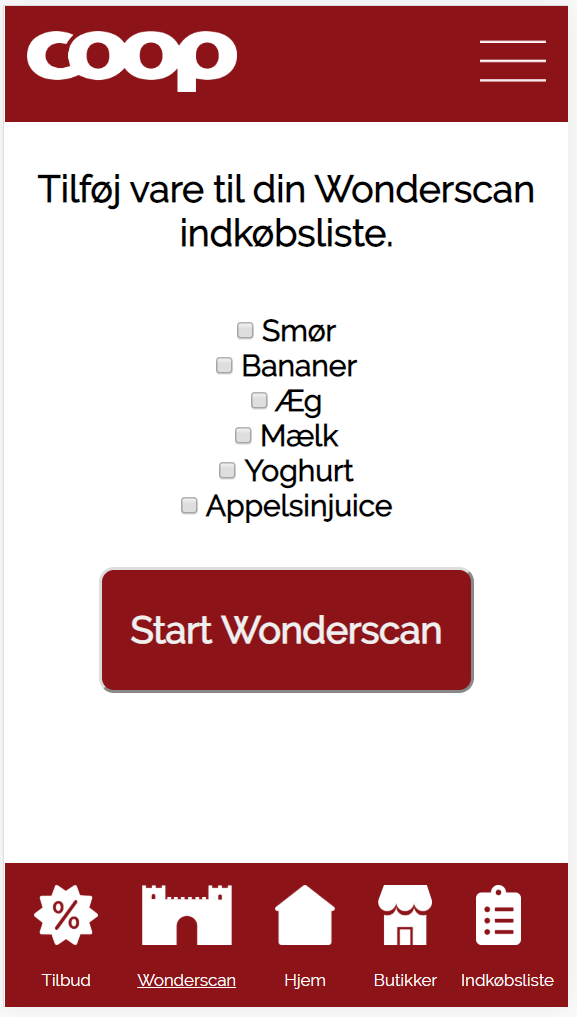 coop
Tilføj vare til din Wonderscan
indkøbsliste.
Smør
Bananer
Æg
Mælk
Yoghurt
Appelsinjuice
Start Wonderscan
%
Tilbud Wonderscan Hjem Butikker Indkøbsliste